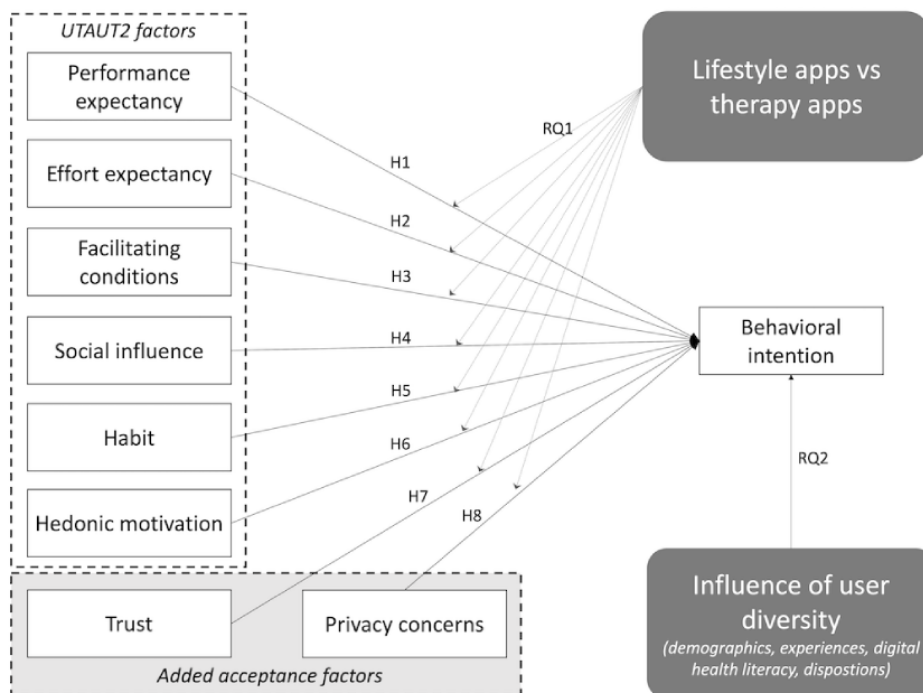 UTAUT2 factors
Performance
expectancy
Effort expectancy
Facilitating
conditions
Social influence
Habit
Hedonic motivation
Trust
Privacy concerns
Added acceptance factors
H1
H2
H3
H4
H5
H6
H7
H8
RQ1
Lifestyle apps vs
therapy apps
Behavioral
intention
RQ2
Influence of user
diversity
(demographics, experiences, digital
health literacy, dispostions)